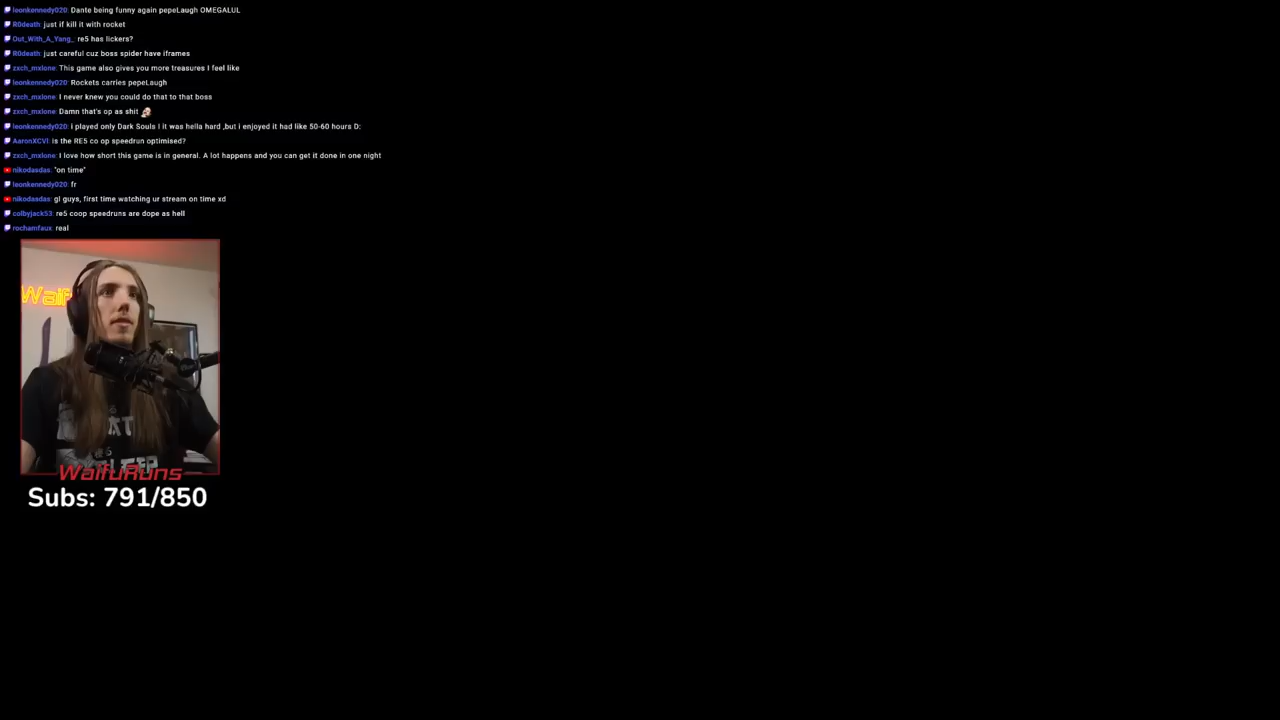 leonkennedy020: Dante being funny again pepeLaugh OMEGALUL
R0death: just if kill it with rocket
Out_With_A_Yang_: re5 has lickers?
R0death: just careful cuz boss spider have iframes
zxch_mxlone: This game also gives you more treasures I feel like
leonkennedy020: Rockets carries pepeLaugh
zxch_mxlone: I never knew you could do that to that boss
zxch_mxlone: Damn that's op as shit
leonkennedy020: i played only Dark Souls I it was hella hard ,but i enjoyed it had like 50-60 hours D:
AaronXCVI: is the RE5 co op speedrun optimised?
zxch_mxlone: I love how short this game is in general. A lot happens and you can get it done in one night
nikodasdas: "on time"
leonkennedy020: fr
nikodasdas: gl guys, first time watching ur stream on time xd
colbyjack53: re5 coop speedruns are dope as hell
rochamfaux: real
Waif
WaifuRuns
Subs: 791/850